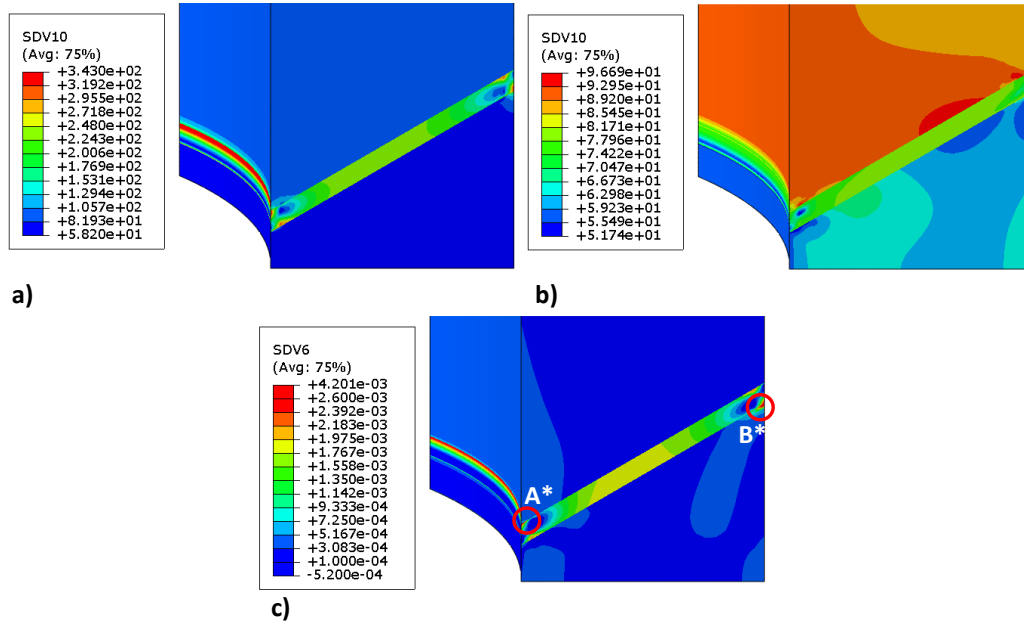 SDV10
(Avg: 75%)
+3.430e+02
+3.192e+02
+2.955e+02
+2.718e+02
+2.480e+02
+2.243e+02
+2.006e+02
+1.769e+02
+1.531e+02
+1.294e+02
+1.057e+02
+8.193e+01
+5.820e+01
a)
SDV10
(Avg: 75%)
+9.669e+01
+9.295e+01
+8.920e+01
+8.545e+01
+8.171e+01
+7.796e+01
+7.422e+01
+7.047e+01
+6.673e+01
+6.298e+01
+5.923e+01
+5.549e+01
+5.174e+01
b)
SDV6
(Avg: 75%)
+4.201e-03
+2.600e-03
+2.392e-03
+2.183e-03
+1.975e-03
+1.767e-03
+1.558e-03
+1.350e-03
+1.142e-03
+9.333e-04
+7.250e-04
+5.167e-04
+3.083e-04
+1.000e-04
-5.200e-04
A*
B*
c)